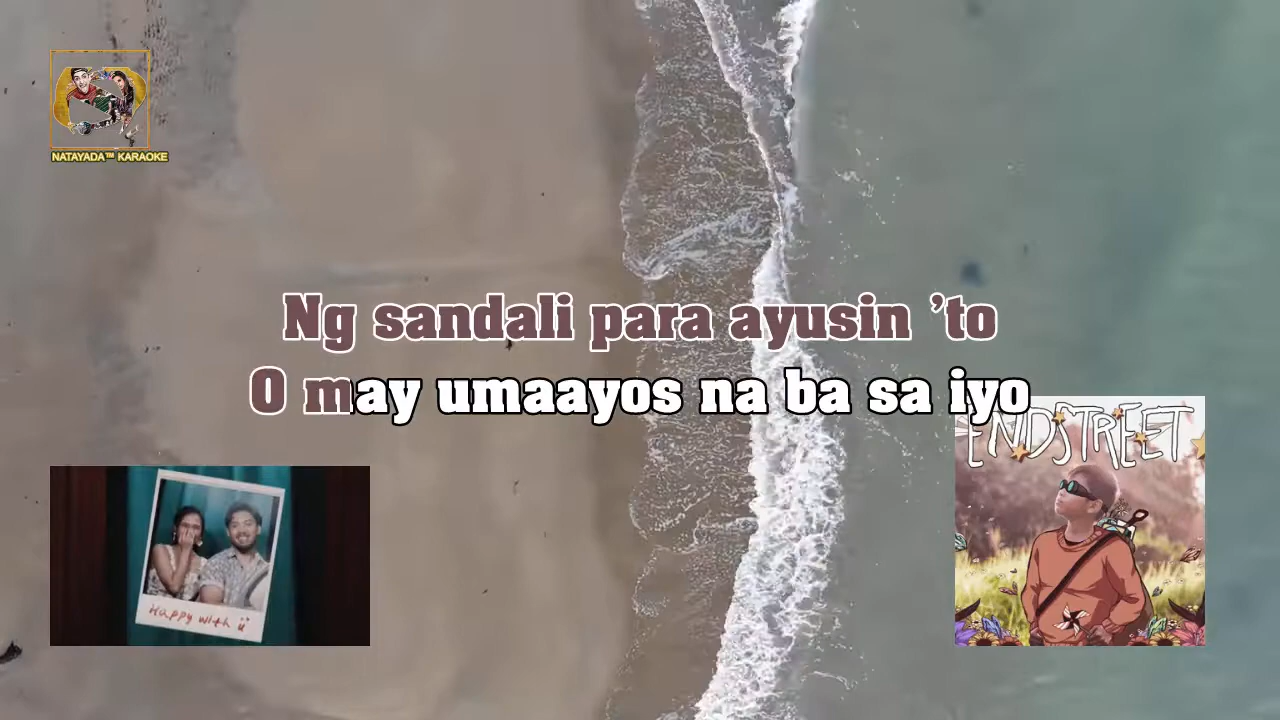 NATAYADA™ KARAOKE
Ng sandali para ayusin 'to
O may umaayos na ba sa iyo
ENDSTREET
Happy with u